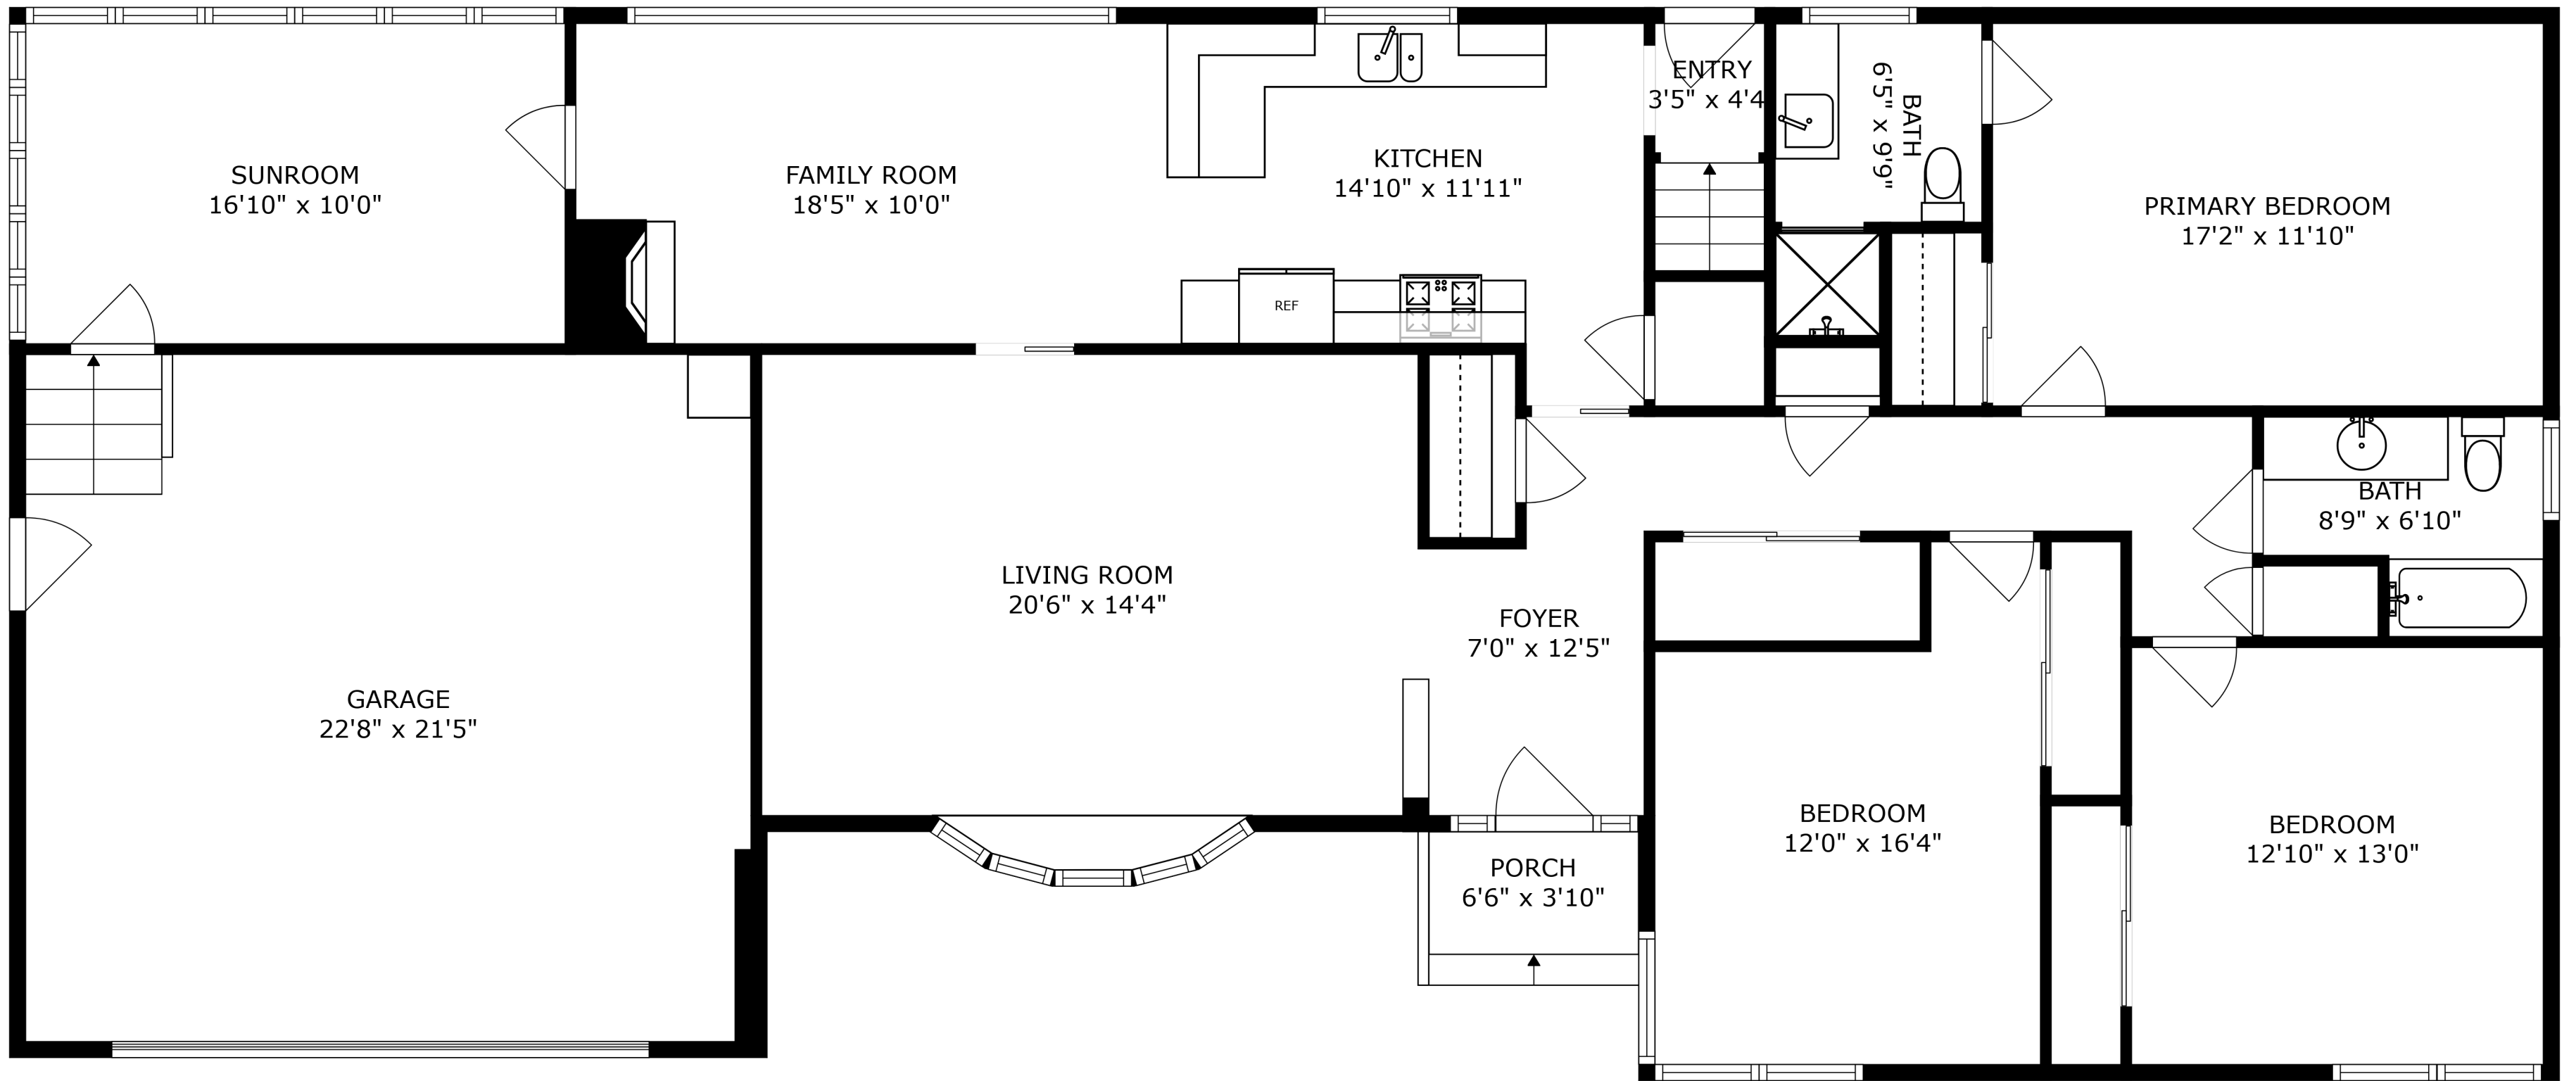 SUNROOM
16'10" x 10'0"
FAMILY ROOM
18'5" x 10'0"
KITCHEN
14'10" x 11'11"
REF
ENTRY
3'5" x 4'4
BATH
6'5" x 9'9"
PRIMARY BEDROOM
17'2" x 11'10"
BATH
8'9" x 6'10"
LIVING ROOM
20'6" x 14'4"
FOYER
7'0" x 12'5"
GARAGE
22'8" x 21'5"
PORCH
6'6" x 3'10"
BEDROOM
12'0" x 16'4"
BEDROOM
12'10" x 13'0"